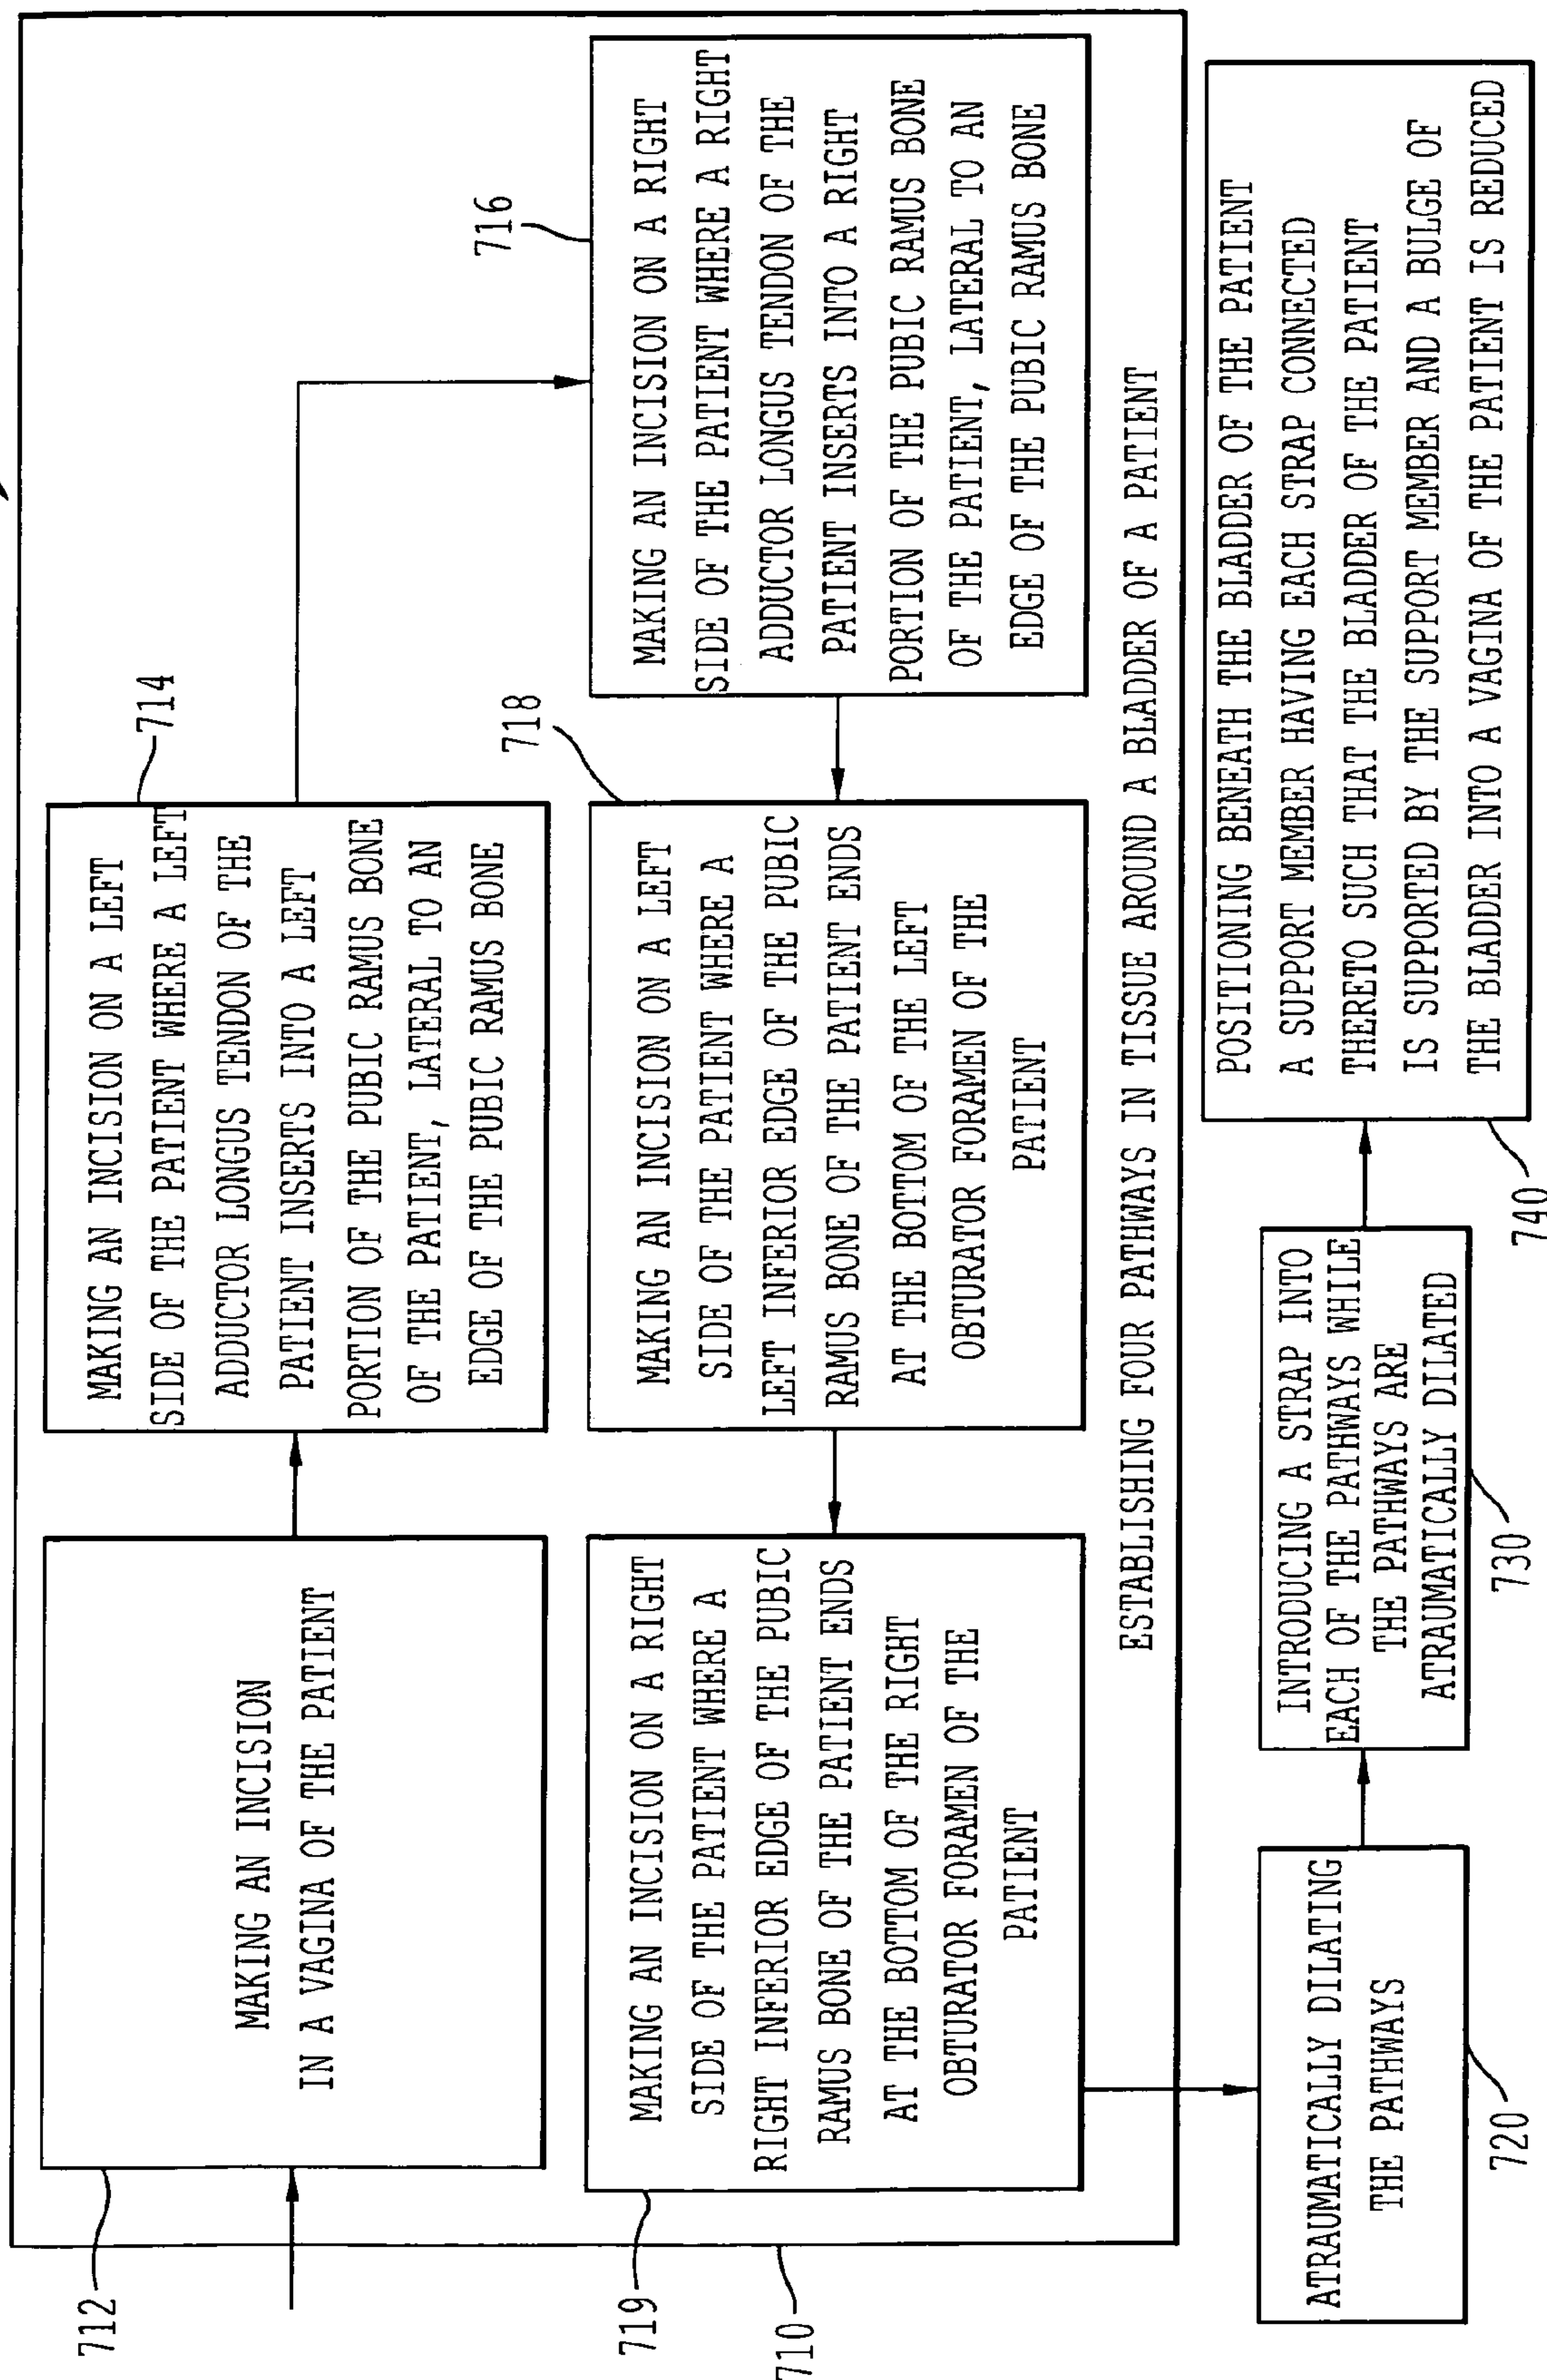 712
MAKING AN INCISION
IN A VAGINA OF THE PATIENT
714
MAKING AN INCISION ON A LEFT
SIDE OF THE PATIENT WHERE A LEFT
ADDUCTOR LONGUS TENDON OF THE
PATIENT INSERTS INTO A LEFT
PORTION OF THE PUBIC RAMUS BONE
OF THE PATIENT, LATERAL TO AN
EDGE OF THE PUBIC RAMUS BONE
716
MAKING AN INCISION ON A RIGHT
SIDE OF THE PATIENT WHERE A RIGHT
ADDUCTOR LONGUS TENDON OF THE
PATIENT INSERTS INTO A RIGHT
PORTION OF THE PUBIC RAMUS BONE
OF THE PATIENT, LATERAL TO AN
EDGE OF THE PUBIC RAMUS BONE
718
MAKING AN INCISION ON A LEFT
SIDE OF THE PATIENT WHERE A
LEFT INFERIOR EDGE OF THE PUBIC
RAMUS BONE OF THE PATIENT ENDS
AT THE BOTTOM OF THE LEFT
OBTURATOR FORAMEN OF THE
PATIENT
719
MAKING AN INCISION ON A RIGHT
SIDE OF THE PATIENT WHERE A
RIGHT INFERIOR EDGE OF THE PUBIC
RAMUS BONE OF THE PATIENT ENDS
AT THE BOTTOM OF THE RIGHT
OBTURATOR FORAMEN OF THE
PATIENT
710
ESTABLISHING FOUR PATHWAYS IN TISSUE AROUND A BLADDER OF A PATIENT
ATRAUMATICALLY DILATING
THE PATHWAYS
720
INTRODUCING A STRAP INTO
EACH OF THE PATHWAYS WHILE
THE PATHWAYS ARE
ATRAUMATICALLY DILATED
730
POSITIONING BENEATH THE BLADDER OF THE PATIENT
A SUPPORT MEMBER HAVING EACH STRAP CONNECTED
THERETO SUCH THAT THE BLADDER OF THE PATIENT
IS SUPPORTED BY THE SUPPORT MEMBER AND A BULGE OF
THE BLADDER INTO A VAGINA OF THE PATIENT IS REDUCED
740